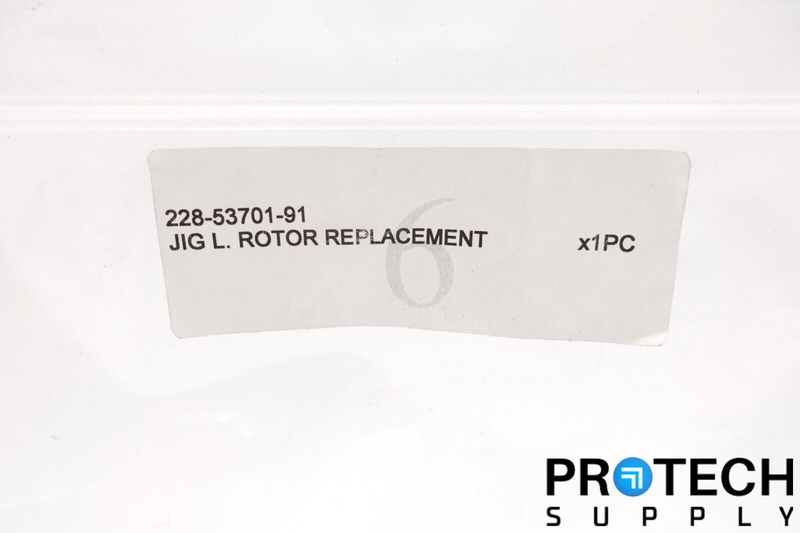 228-53701-91
JIG L. ROTOR REPLACEMENT x1PC
6
PROTECH
SUPPLY